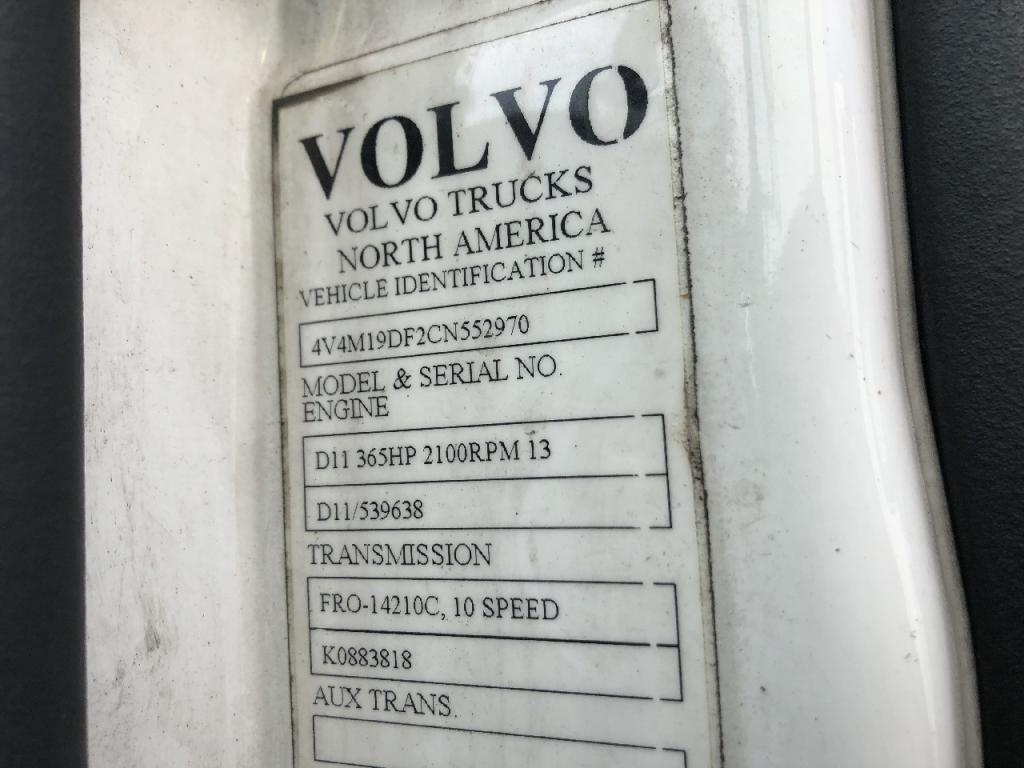 VOLVO
VOLVO TRUCKS
NORTH AMERICA
VEHICLE IDENTIFICATION #
4V4M19DF2CN552970
MODEL & SERIAL NO.
ENGINE
D11 365HP 2100RPM 13
D11/539638
TRANSMISSION
FRO-14210C, 10 SPEED
K0883818
AUX TRANS.